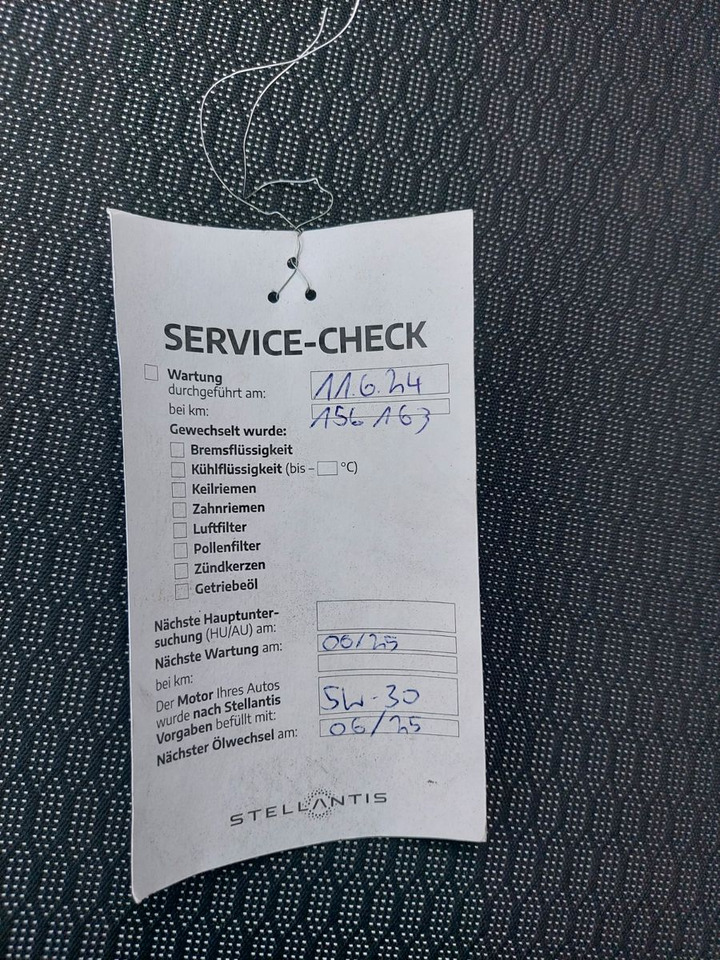 SERVICE-CHECK
Wartung
durchgeführt am: 11.6.24
bei km: 156 163
Gewechselt wurde:
Bremsflüssigkeit
Kühlflüssigkeit (bis – °C)
Keilriemen
Zahnriemen
Luftfilter
Pollenfilter
Zündkerzen
Getriebeöl
Nächste Hauptunter-
suchung (HU/AU) am:
Nächste Wartung am: 06/25
bei km:
Der Motor Ihres Autos
wurde nach Stellantis 5W-30
Vorgaben befüllt mit:
Nächster Ölwechsel am: 06/25
STELLANTIS